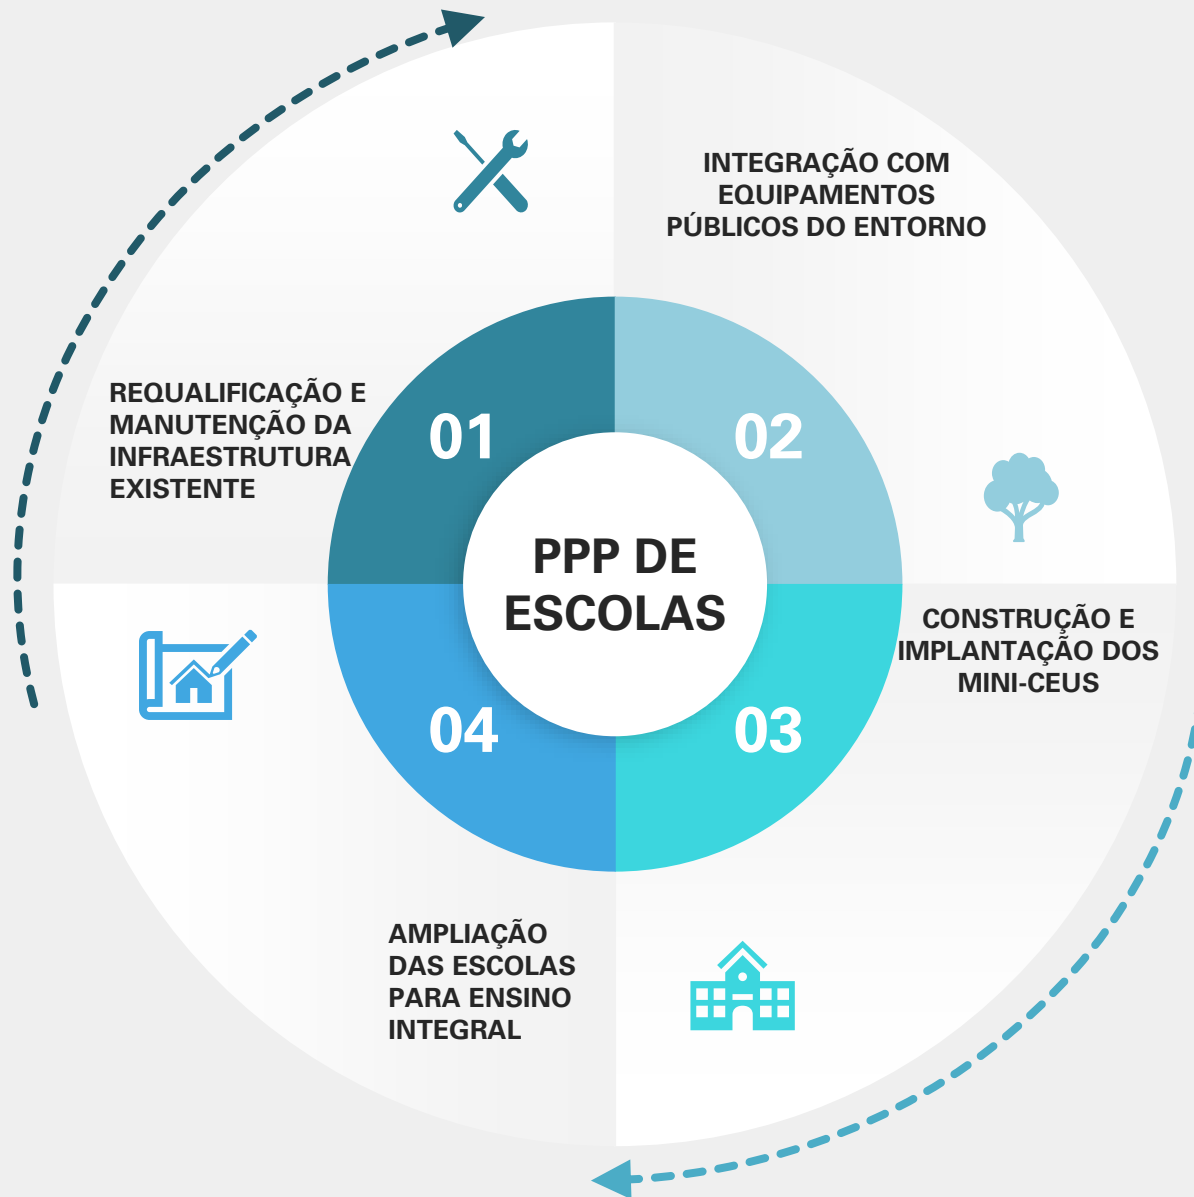 PPP DE
ESCOLAS
01
REQUALIFICAÇÃO E
MANUTENÇÃO DA
INFRAESTRUTURA
EXISTENTE
02
INTEGRAÇÃO COM
EQUIPAMENTOS
PÚBLICOS DO ENTORNO
03
CONSTRUÇÃO E
IMPLANTAÇÃO DOS
MINI-CEUS
04
AMPLIAÇÃO
DAS ESCOLAS
PARA ENSINO
INTEGRAL